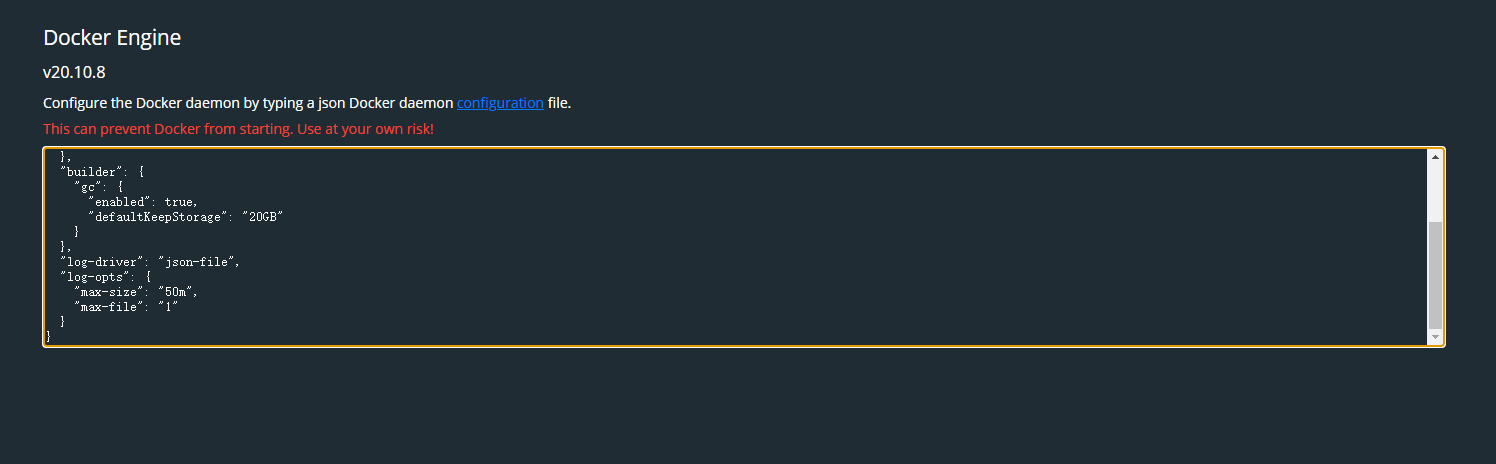 Docker Engine
v20.10.8
Configure the Docker daemon by typing a json Docker daemon configuration file.
This can prevent Docker from starting. Use at your own risk!
  },
  "builder": {
    "gc": {
      "enabled": true,
      "defaultKeepStorage": "20GB"
    }
  },
  "log-driver": "json-file",
  "log-opts": {
    "max-size": "50m",
    "max-file": "1"
  }
}